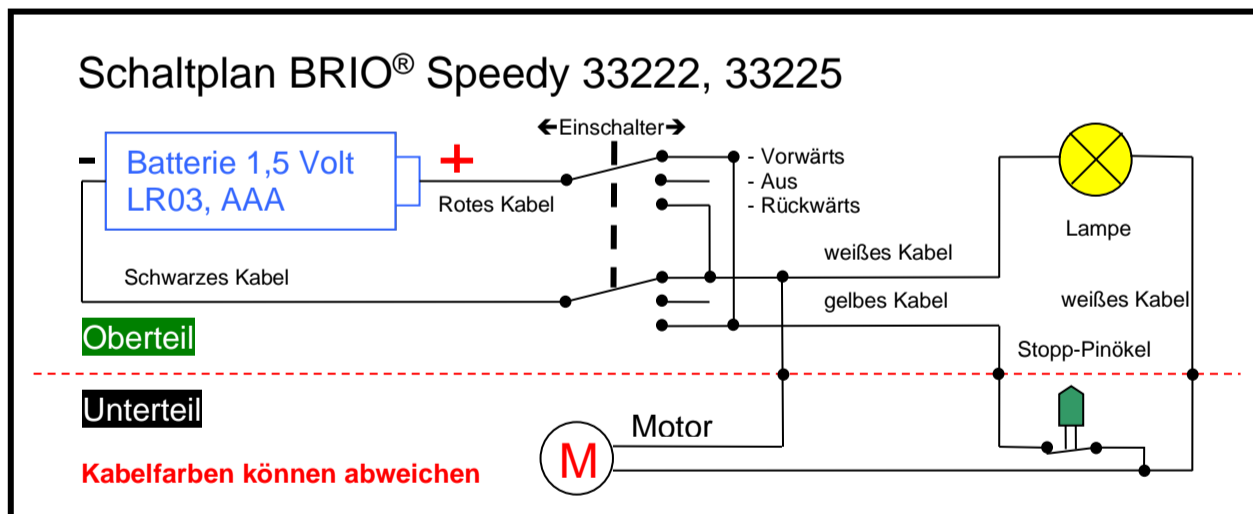 Schaltplan BRIO® Speedy 33222, 33225
←Einschalter→
- Batterie 1,5 Volt +
LR03, AAA
Rotes Kabel
- Vorwärts
- Aus
- Rückwärts
Lampe
Schwarzes Kabel
weißes Kabel
gelbes Kabel
weißes Kabel
Oberteil
Stopp-Pinökel
Unterteil
Motor
M
Kabelfarben können abweichen